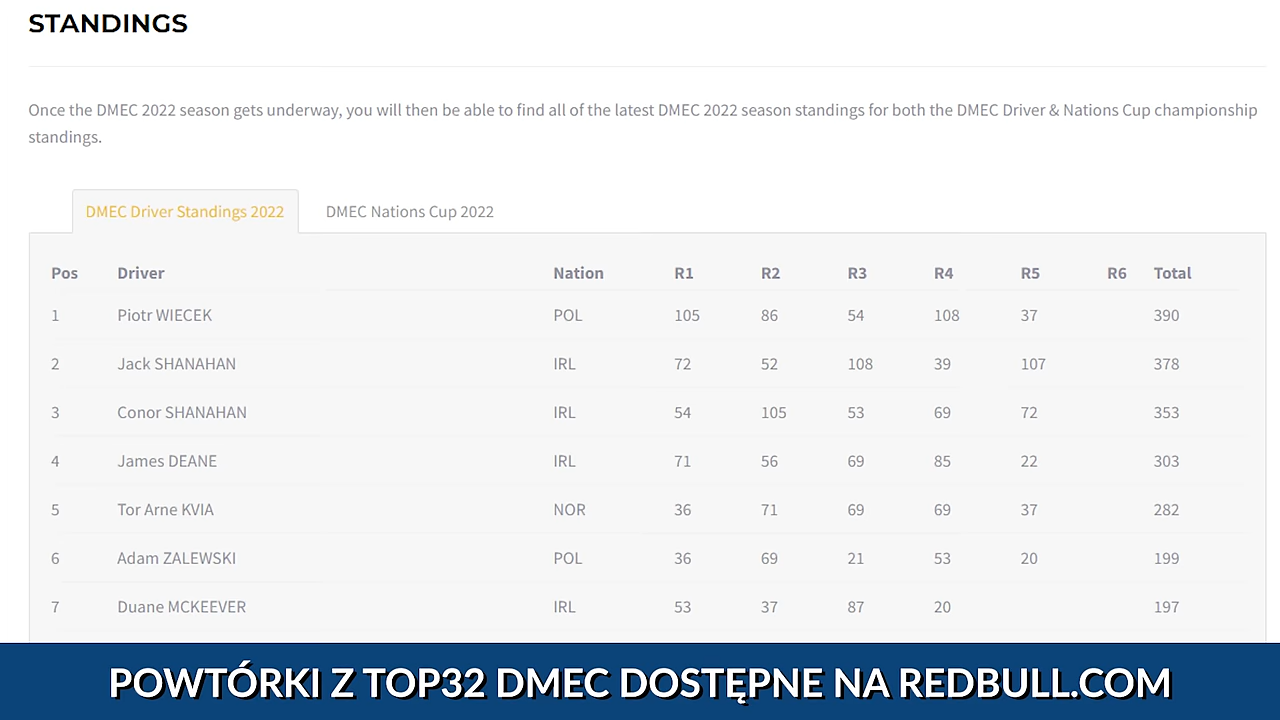 STANDINGS
Once the DMEC 2022 season gets underway, you will then be able to find all of the latest DMEC 2022 season standings for both the DMEC Driver & Nations Cup championship
standings.
DMEC Driver Standings 2022 DMEC Nations Cup 2022
Pos Driver Nation R1 R2 R3 R4 R5 R6 Total
1 Piotr WIECEK POL 105 86 54 108 37 390
2 Jack SHANAHAN IRL 72 52 108 39 107 378
3 Conor SHANAHAN IRL 54 105 53 69 72 353
4 James DEANE IRL 71 56 69 85 22 303
5 Tor Arne KVIA NOR 36 71 69 69 37 282
6 Adam ZALEWSKI POL 36 69 21 53 20 199
7 Duane MCKEEVER IRL 53 37 87 20 197
POWTÓRKI Z TOP32 DMEC DOSTĘPNE NA REDBULL.COM